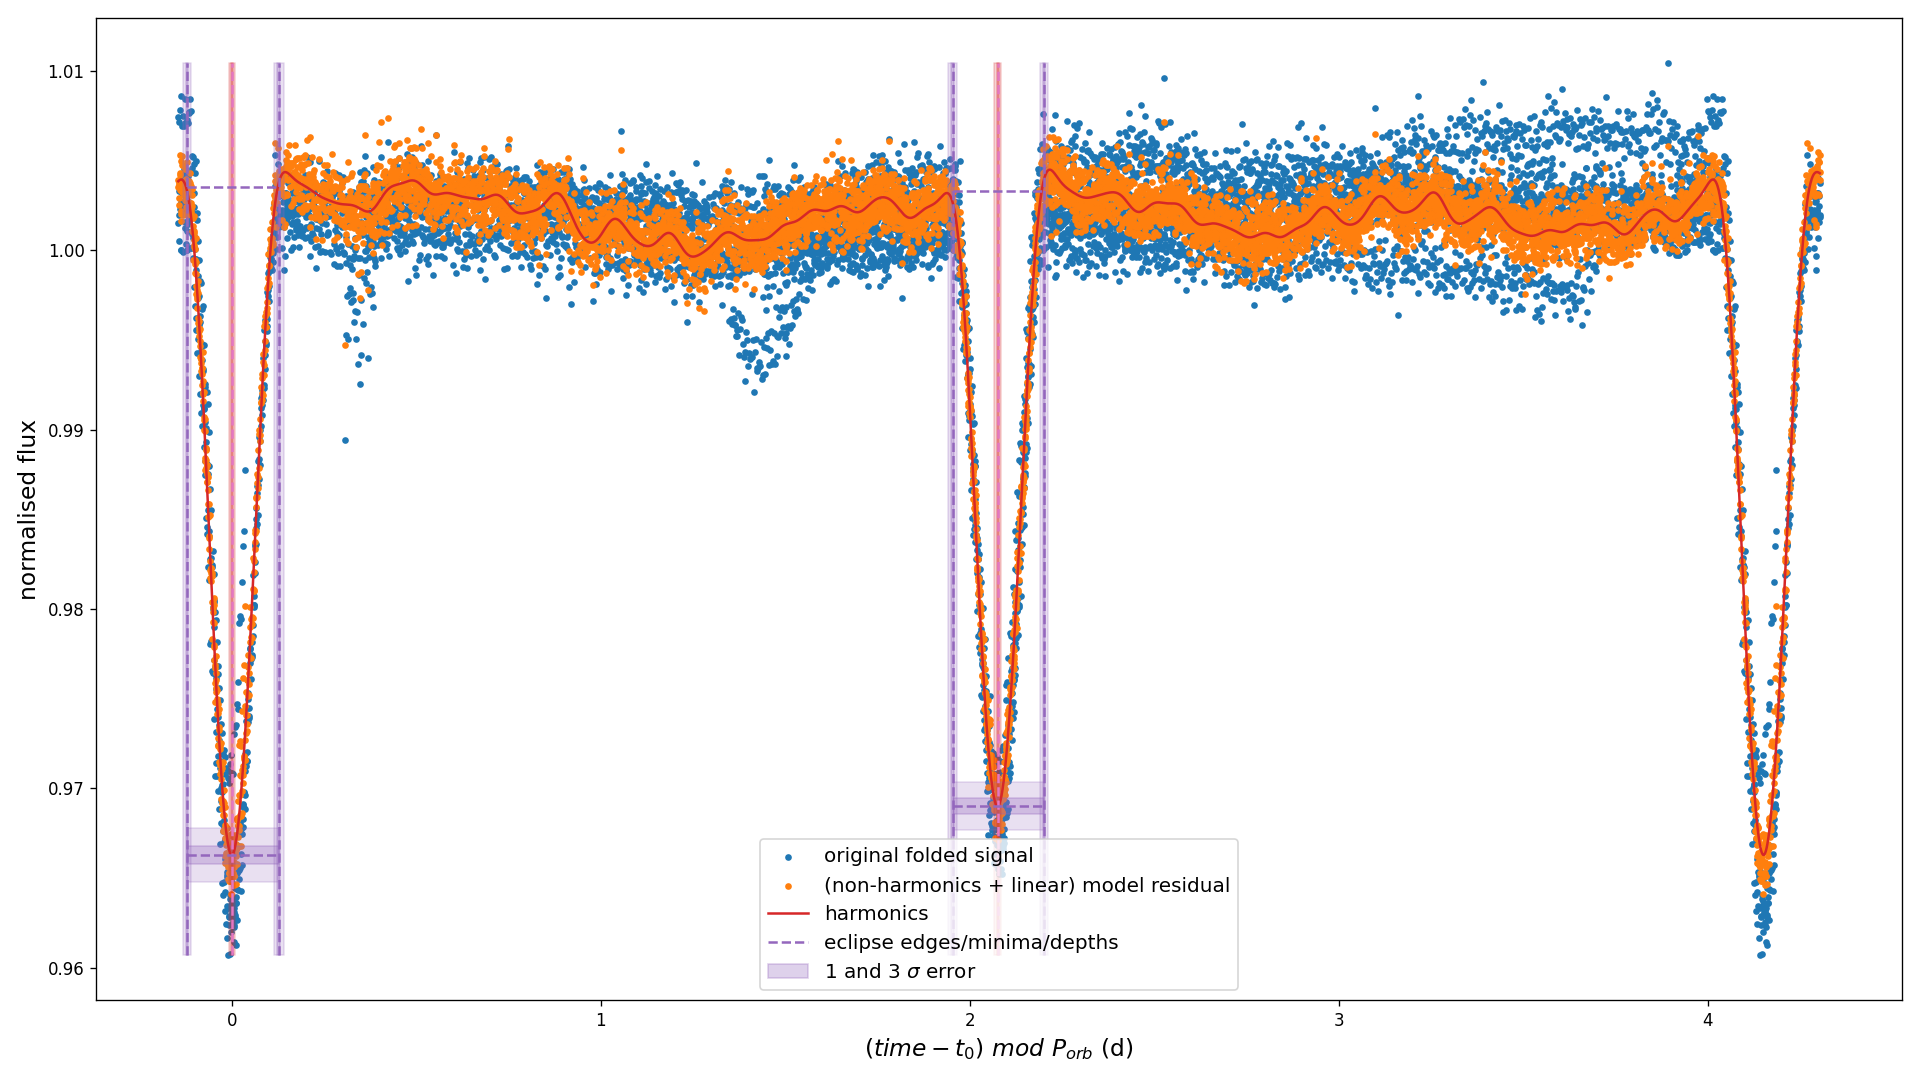 1.01
1.00
0.99
0.98
0.97
0.96
normalised flux
original folded signal
(non-harmonics + linear) model residual
harmonics
eclipse edges/minima/depths
1 and 3 σ error
0 1 2 3 4
(time − t₀) mod Pₒᵣb (d)